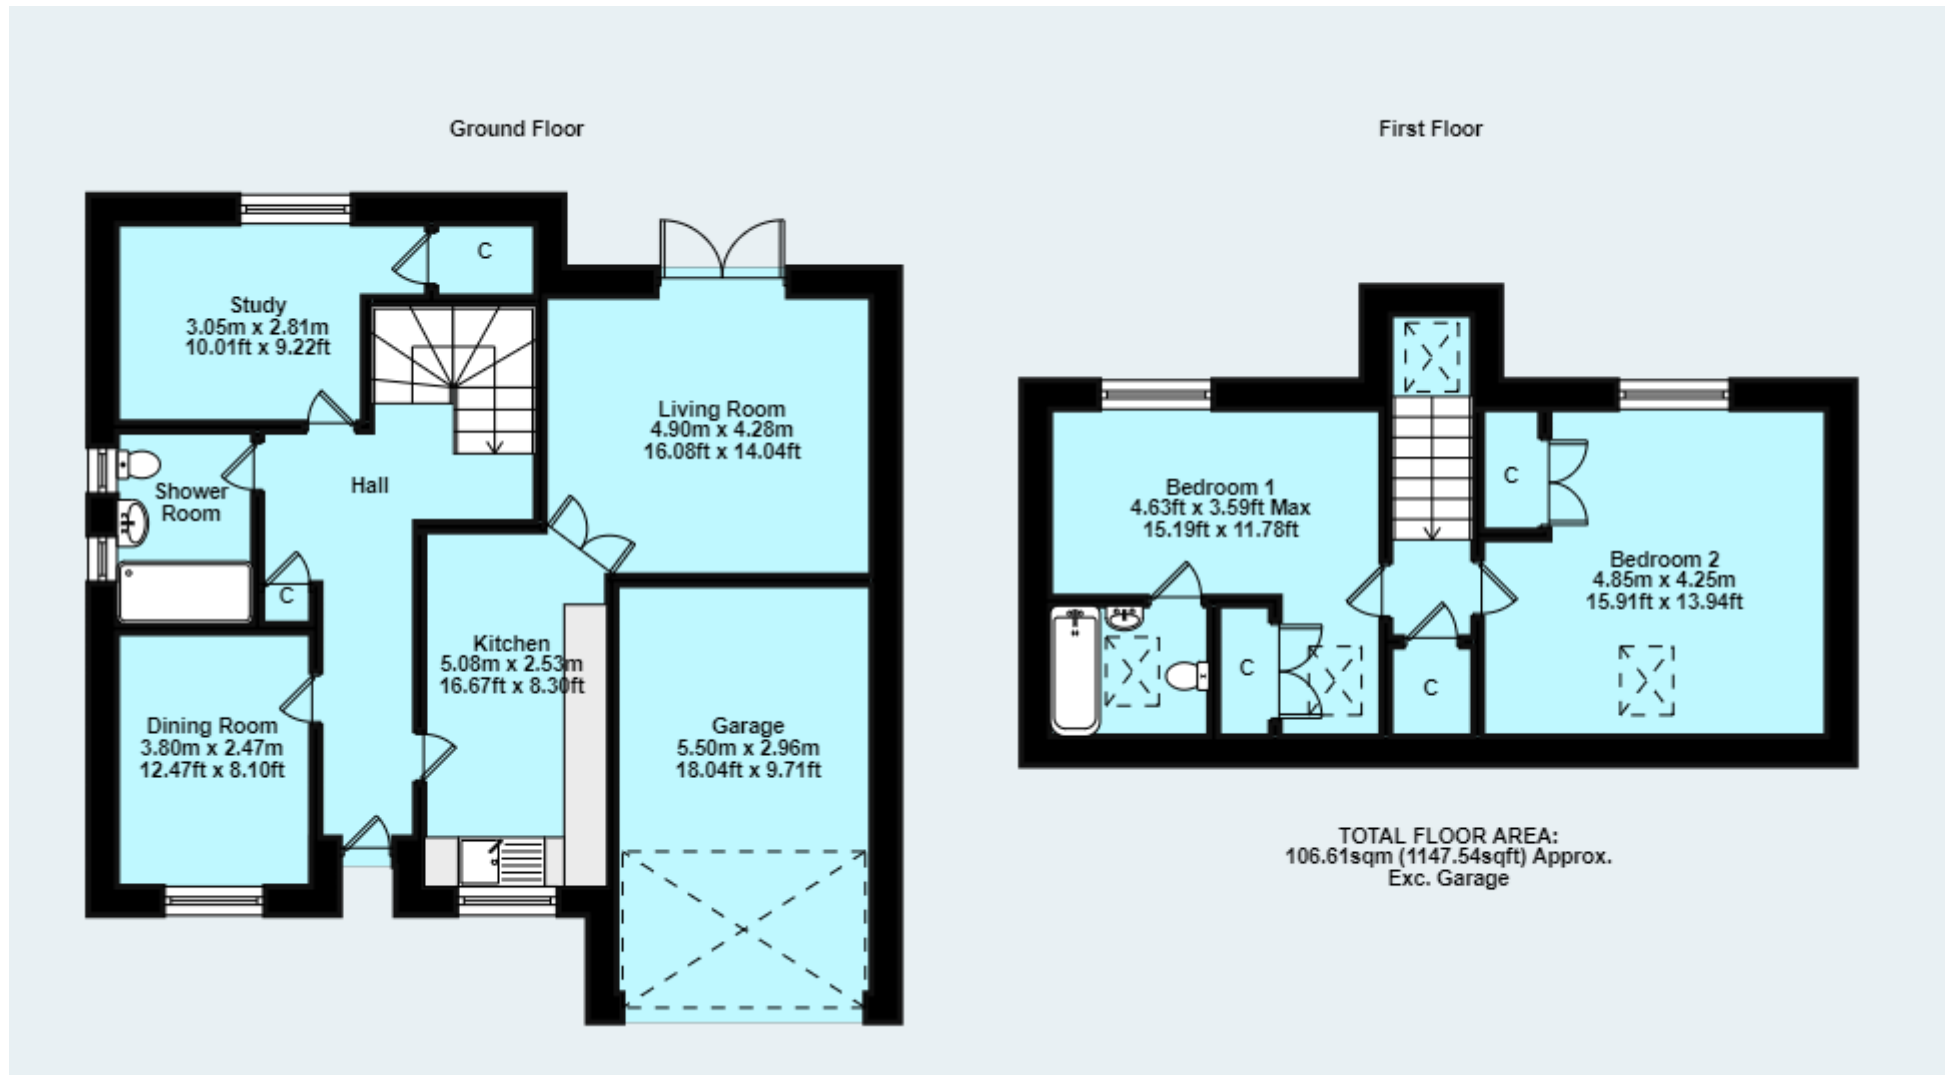 Ground Floor
First Floor
C
Study
3.05m x 2.81m
10.01ft x 9.22ft
Living Room
4.90m x 4.28m
16.08ft x 14.04ft
Hall
Shower
Room
C
Kitchen
5.08m x 2.53m
16.67ft x 8.30ft
Dining Room
3.80m x 2.47m
12.47ft x 8.10ft
Garage
5.50m x 2.96m
18.04ft x 9.71ft
Bedroom 1
4.63ft x 3.59ft Max
15.19ft x 11.78ft
C
Bedroom 2
4.85m x 4.25m
15.91ft x 13.94ft
C
C
TOTAL FLOOR AREA:
106.61sqm (1147.54sqft) Approx.
Exc. Garage